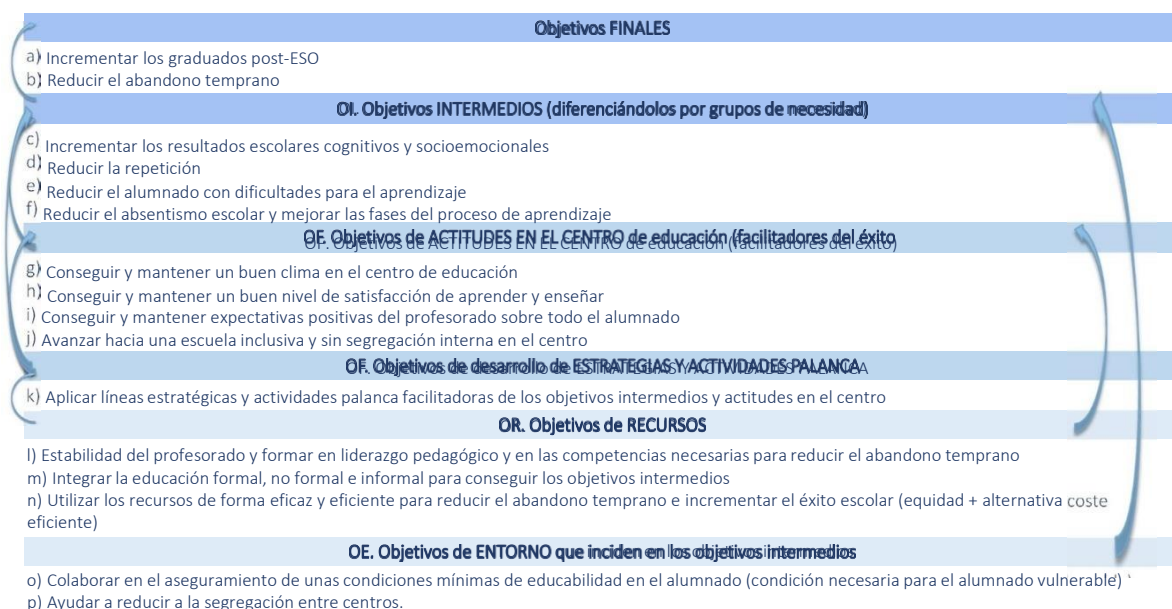 Objetivos FINALES
a) Incrementar los graduados post-ESO
b) Reducir el abandono temprano
OI. Objetivos INTERMEDIOS (diferenciándolos por grupos de necesidad)
c) Incrementar los resultados escolares cognitivos y socioemocionales
d) Reducir la repetición
e) Reducir el alumnado con dificultades para el aprendizaje
f) Reducir el absentismo escolar y mejorar las fases del proceso de aprendizaje
OF. Objetivos de ACTITUDES EN EL CENTRO de educación (facilitadores del éxito)
g) Conseguir y mantener un buen clima en el centro de educación
h) Conseguir y mantener un buen nivel de satisfacción de aprender y enseñar
i) Conseguir y mantener expectativas positivas del profesorado sobre todo el alumnado
j) Avanzar hacia una escuela inclusiva y sin segregación interna en el centro
OF. Objetivos de desarrollo de ESTRATEGIAS Y ACTIVIDADES PALANCA
k) Aplicar líneas estratégicas y actividades palanca facilitadoras de los objetivos intermedios y actitudes en el centro
OR. Objetivos de RECURSOS
l) Estabilidad del profesorado y formar en liderazgo pedagógico y en las competencias necesarias para reducir el abandono temprano
m) Integrar la educación formal, no formal e informal para conseguir los objetivos intermedios
n) Utilizar los recursos de forma eficaz y eficiente para reducir el abandono temprano e incrementar el éxito escolar (equidad + alternativa coste
eficiente)
OE. Objetivos de ENTORNO que inciden en los objetivos intermedios
o) Colaborar en el aseguramiento de unas condiciones mínimas de educabilidad en el alumnado (condición necesaria para el alumnado vulnerable)
p) Ayudar a reducir a la segregación entre centros.